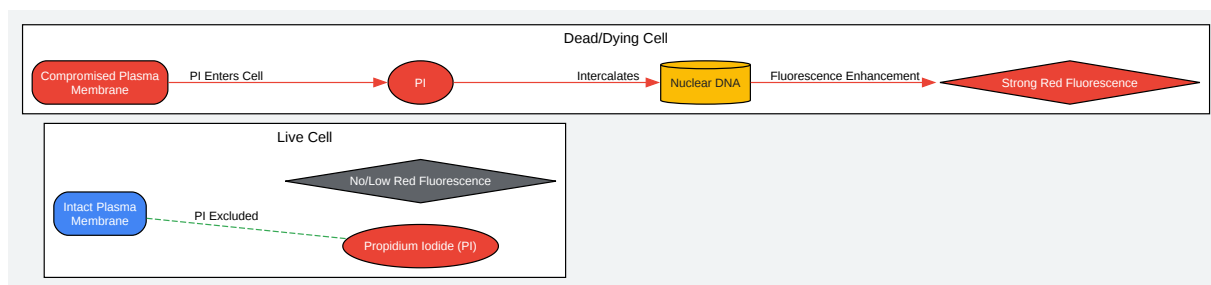 Dead/Dying Cell
Compromised Plasma
Membrane
PI Enters Cell
PI
Intercalates
Nuclear DNA
Fluorescence Enhancement
Strong Red Fluorescence
Live Cell
No/Low Red Fluorescence
Intact Plasma
Membrane
PI Excluded
Propidium Iodide (PI)